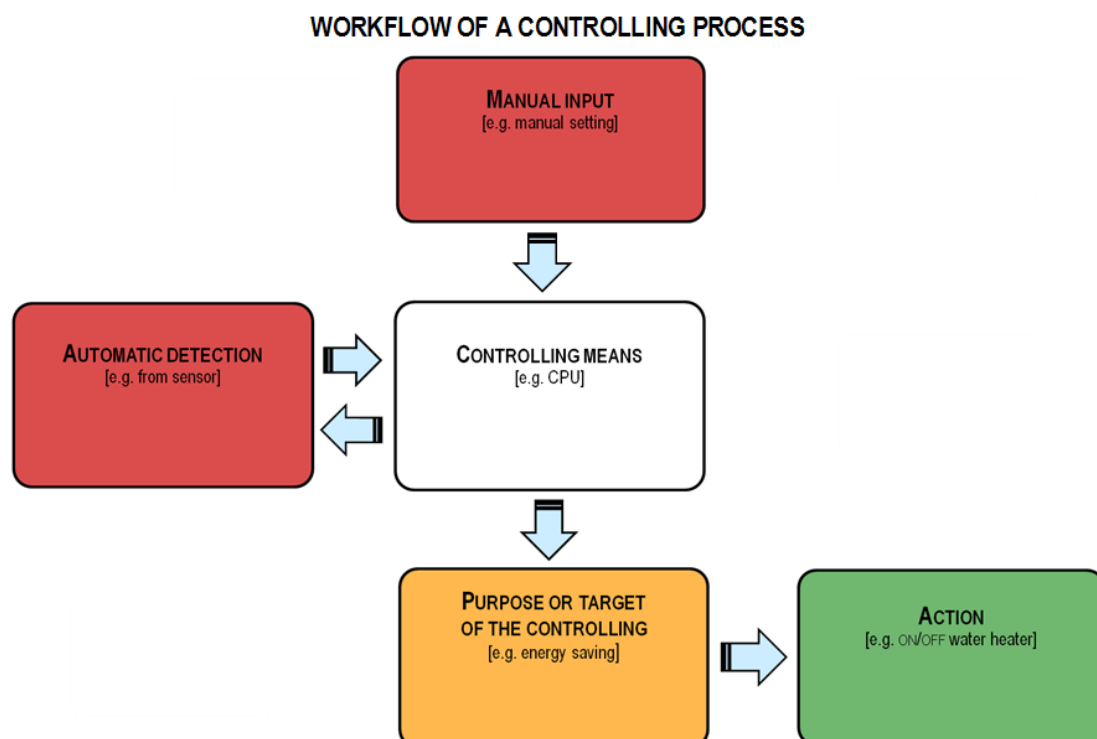 WORKFLOW OF A CONTROLLING PROCESS
MANUAL INPUT
[e.g. manual setting]
AUTOMATIC DETECTION
[e.g. from sensor]
CONTROLLING MEANS
[e.g. CPU]
PURPOSE OR TARGET
OF THE CONTROLLING
[e.g. energy saving]
ACTION
[e.g. ON/OFF water heater]